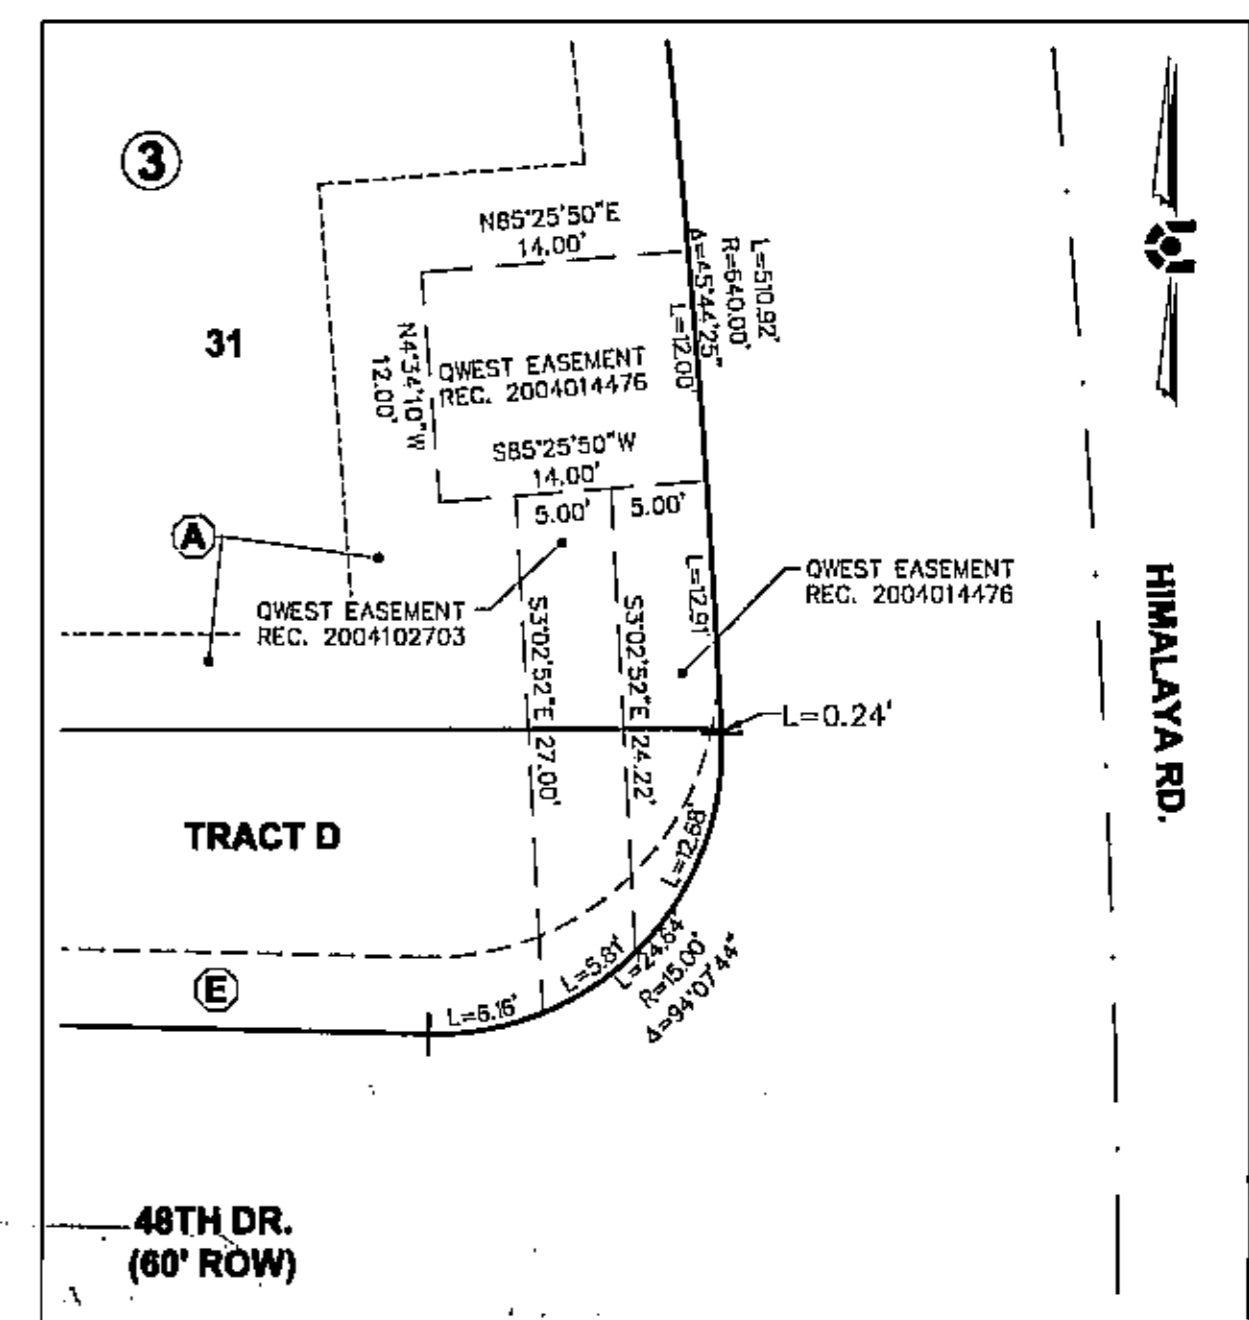 3
N85°25'50"E
14.00'
L=510.92'
R=640.00'
Δ=45°44'25"
L=12.00'
31
N4°34'10"W
12.00'
QWEST EASEMENT
REC. 2004014476
S85°25'50"W
14.00'
5.00'
5.00'
A
L=12.91'
QWEST EASEMENT
REC. 2004014476
QWEST EASEMENT
REC. 2004102703
S3°02'52"E 27.00'
S3°02'52"E 24.22'
HIMALAYA RD.
L=0.24'
TRACT D
L=12.68'
L=5.81'
L=24.64'
R=15.00'
Δ=94°07'44"
E
L=6.16'
48TH DR.
(60' ROW)